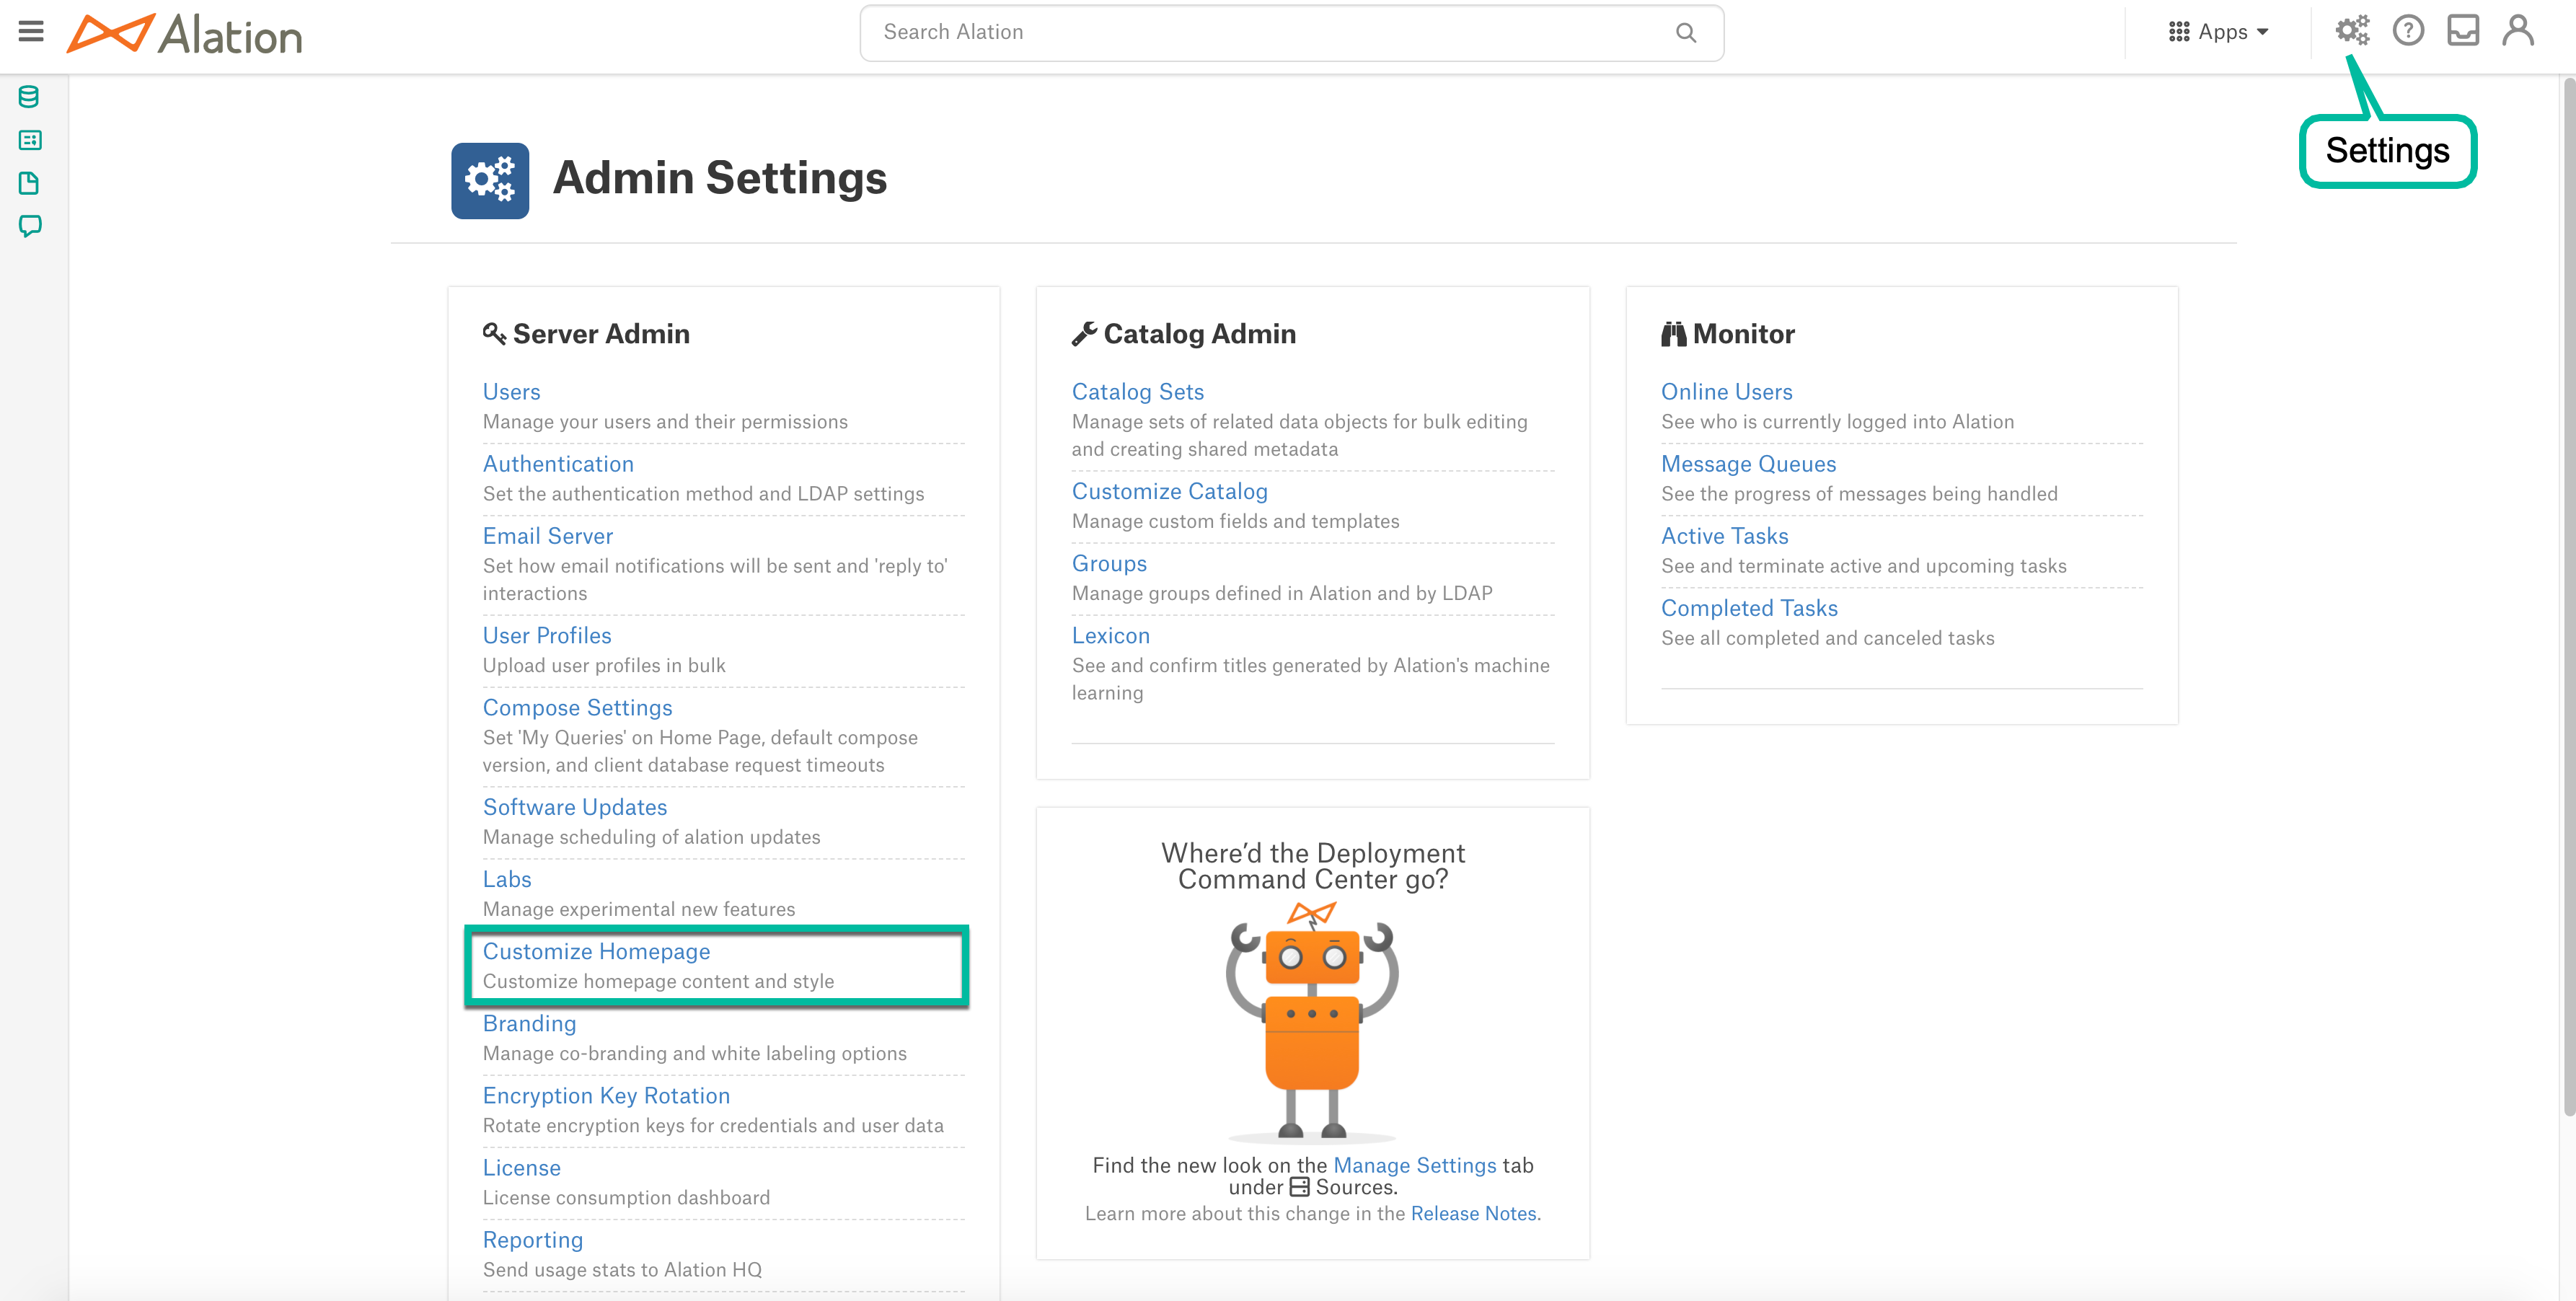 Alation
Search Alation
Apps
Settings
Admin Settings
Server Admin
Users
Manage your users and their permissions
Authentication
Set the authentication method and LDAP settings
Email Server
Set how email notifications will be sent and 'reply to'
interactions
User Profiles
Upload user profiles in bulk
Compose Settings
Set 'My Queries' on Home Page, default compose
version, and client database request timeouts
Software Updates
Manage scheduling of alation updates
Labs
Manage experimental new features
Customize Homepage
Customize homepage content and style
Branding
Manage co-branding and white labeling options
Encryption Key Rotation
Rotate encryption keys for credentials and user data
License
License consumption dashboard
Reporting
Send usage stats to Alation HQ
Catalog Admin
Catalog Sets
Manage sets of related data objects for bulk editing
and creating shared metadata
Customize Catalog
Manage custom fields and templates
Groups
Manage groups defined in Alation and by LDAP
Lexicon
See and confirm titles generated by Alation's machine
learning
Where’d the Deployment
Command Center go?
Find the new look on the Manage Settings tab
under Sources.
Learn more about this change in the Release Notes.
Monitor
Online Users
See who is currently logged into Alation
Message Queues
See the progress of messages being handled
Active Tasks
See and terminate active and upcoming tasks
Completed Tasks
See all completed and canceled tasks